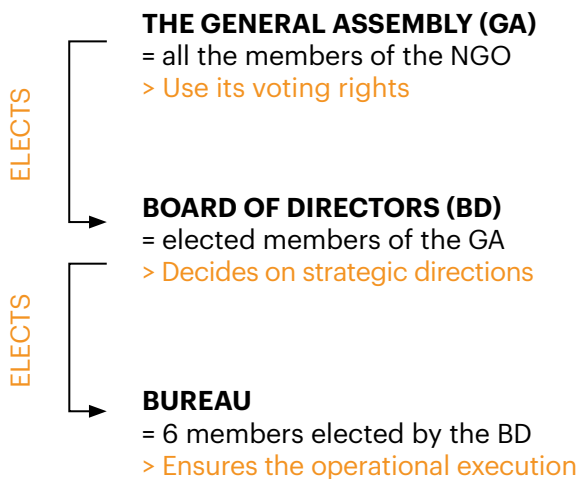 THE GENERAL ASSEMBLY (GA)
= all the members of the NGO
> Use its voting rights
ELECTS
BOARD OF DIRECTORS (BD)
= elected members of the GA
> Decides on strategic directions
ELECTS
BUREAU
= 6 members elected by the BD
> Ensures the operational execution